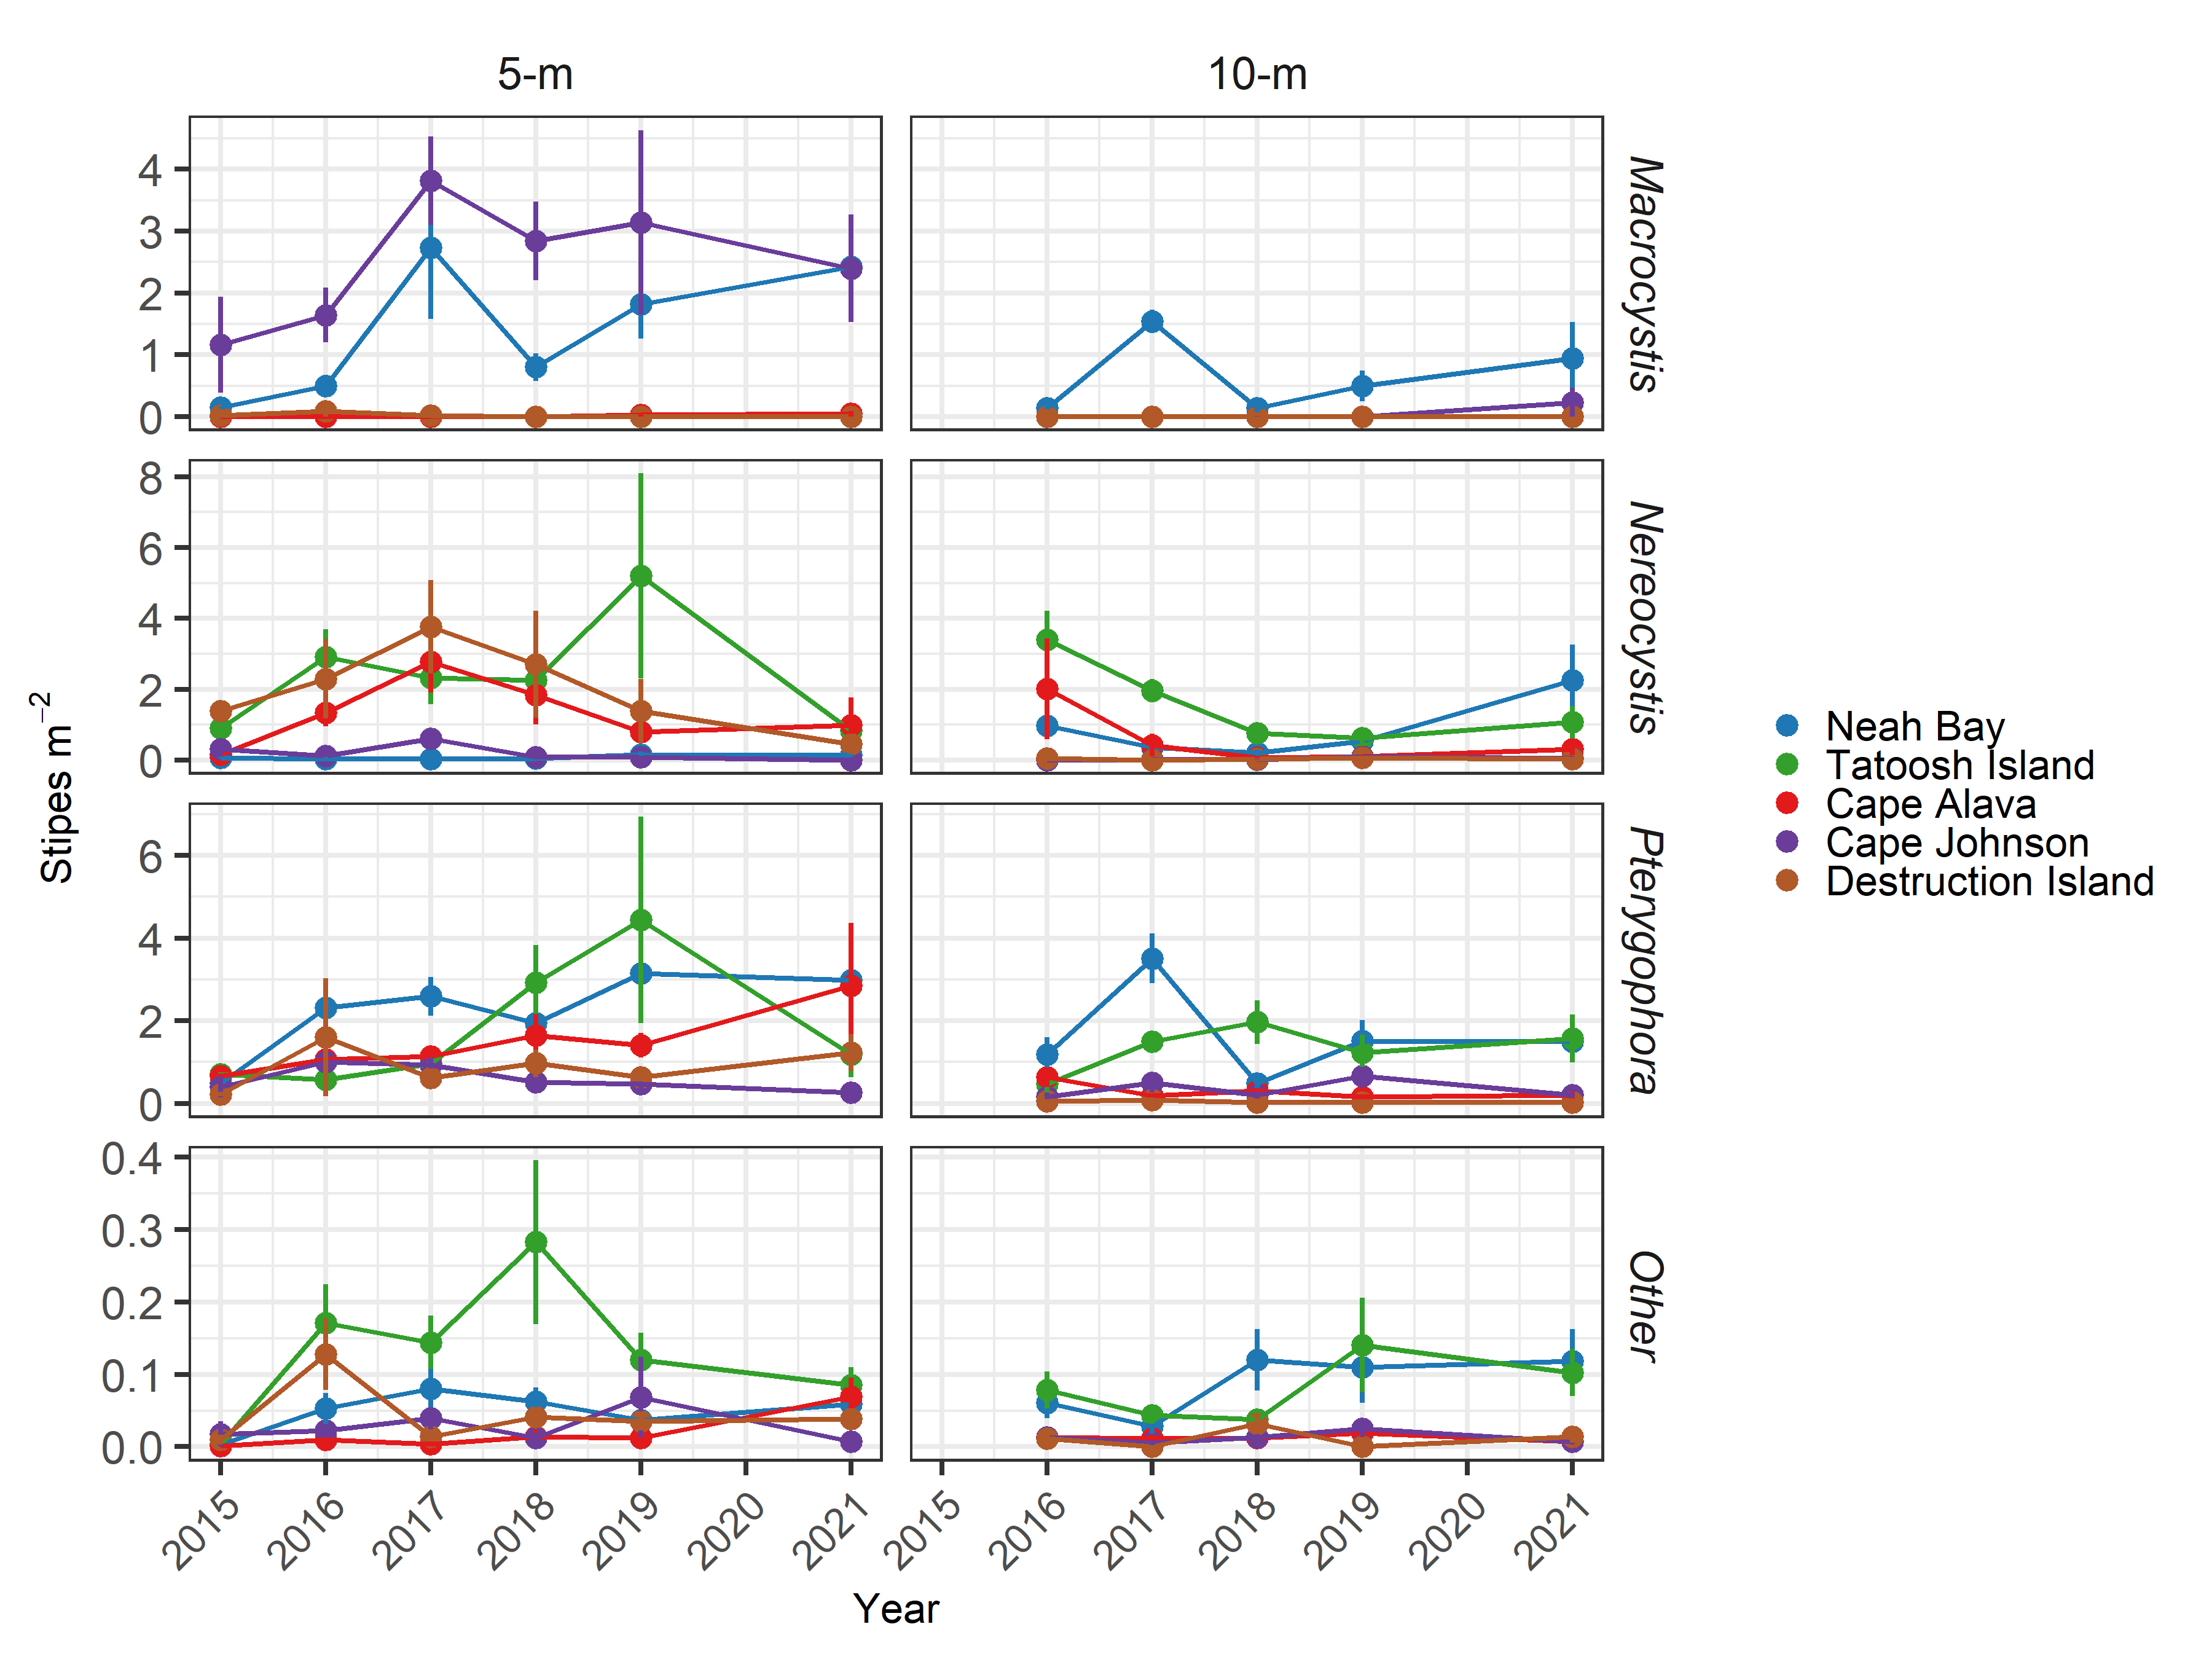 5-m 10-m
4
3
2
1
0
Macrocystis
8
6
4
2
0
Nereocystis
6
4
2
0
Pterygophora
0.4
0.3
0.2
0.1
0.0
Other
Stipes m⁻²
2015 2016 2017 2018 2019 2020 2021 2015 2016 2017 2018 2019 2020 2021
Year
Neah Bay
Tatoosh Island
Cape Alava
Cape Johnson
Destruction Island